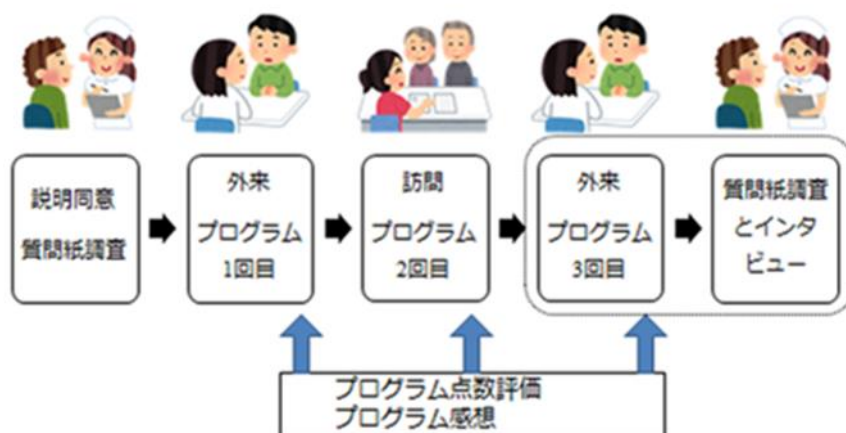 説明同意
質問紙調査
外来
プログラム
1回目
訪問
プログラム
2回目
外来
プログラム
3回目
質問紙調査
とインタ
ビュー
プログラム点数評価
プログラム感想